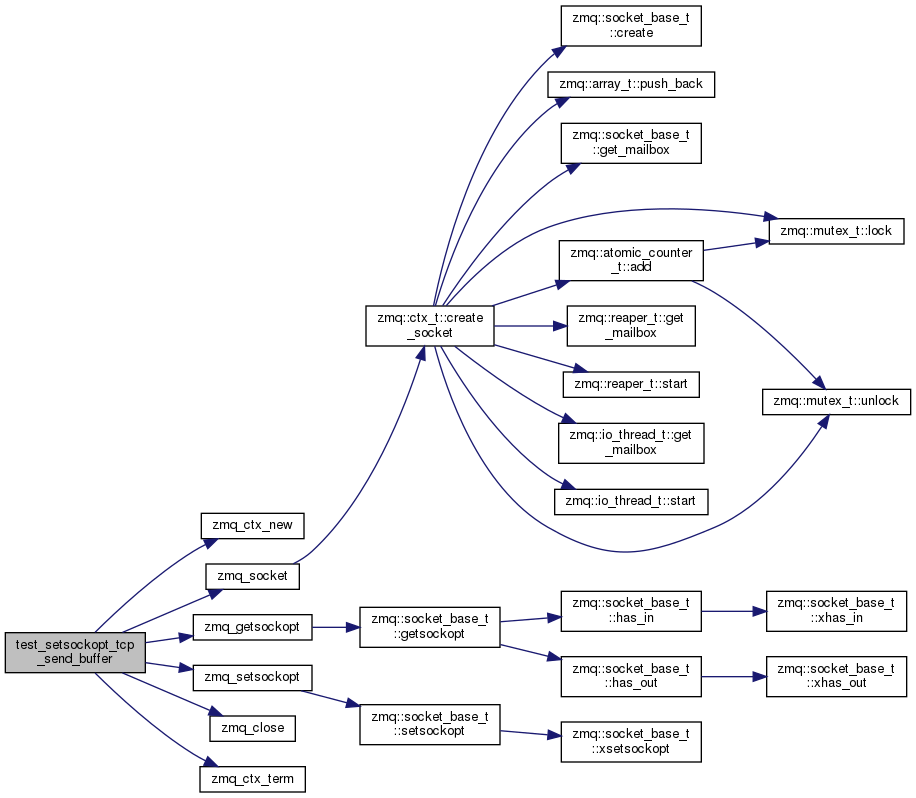 zmq::socket_base_t
::create
zmq::array_t::push_back
zmq::socket_base_t
::get_mailbox
zmq::mutex_t::lock
zmq::atomic_counter
_t::add
zmq::ctx_t::create
_socket
zmq::reaper_t::get
_mailbox
zmq::reaper_t::start
zmq::mutex_t::unlock
zmq::io_thread_t::get
_mailbox
zmq::io_thread_t::start
zmq_ctx_new
zmq_socket
zmq_getsockopt
zmq::socket_base_t
::getsockopt
zmq::socket_base_t
::has_in
zmq::socket_base_t
::xhas_in
test_setsockopt_tcp
_send_buffer
zmq_setsockopt
zmq::socket_base_t
::has_out
zmq::socket_base_t
::xhas_out
zmq_close
zmq::socket_base_t
::setsockopt
zmq::socket_base_t
::xsetsockopt
zmq_ctx_term